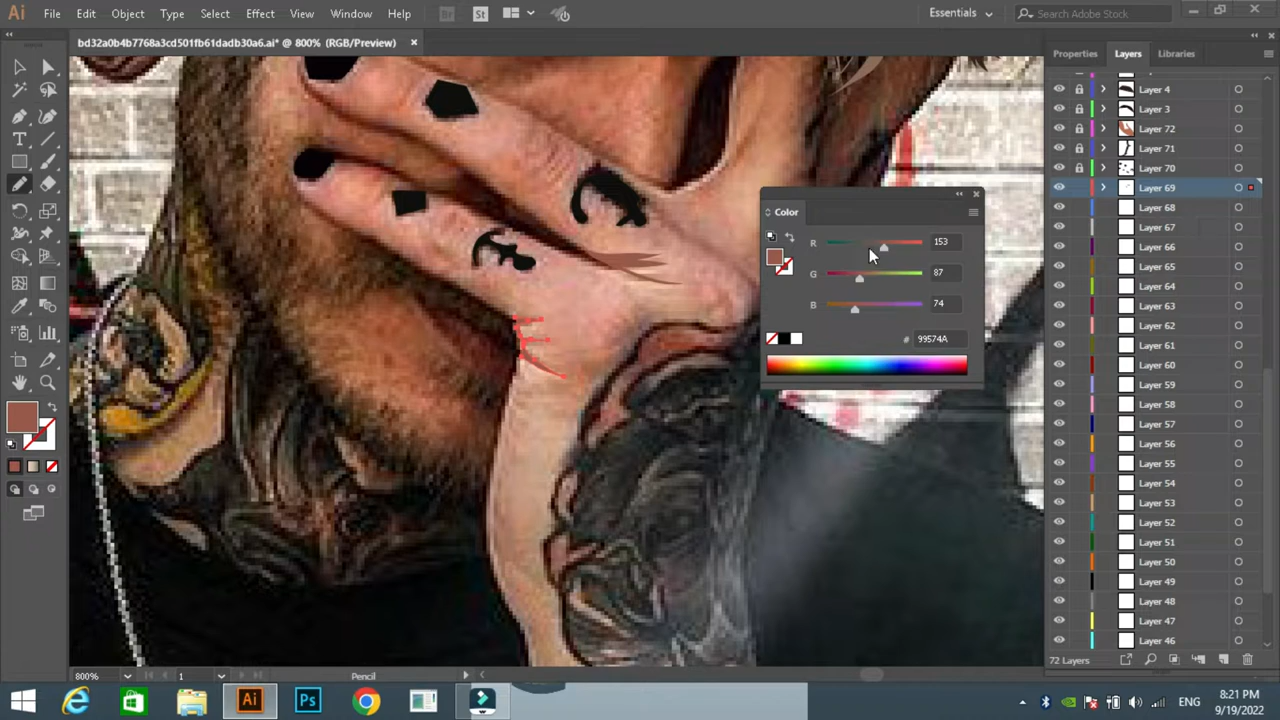 Ai File Edit Object Type Select Effect View Window Help Br St Essentials Search Adobe Stock
bd32a0b4b7768a3cd501fb61dadb30a6.ai* @ 800% (RGB/Preview)
Properties Layers Libraries
Layer 4
Layer 3
Layer 72
Layer 71
Layer 70
Layer 69
Layer 68
Layer 67
Layer 66
Layer 65
Layer 64
Layer 63
Layer 62
Layer 61
Layer 60
Layer 59
Layer 58
Layer 57
Layer 56
Layer 55
Layer 54
Layer 53
Layer 52
Layer 51
Layer 50
Layer 49
Layer 48
Layer 47
Layer 46
72 Layers
Color
R 153
G 87
B 74
# 99574A
800% 1 Pencil
Ai Ps ENG
8:21 PM
9/19/2022